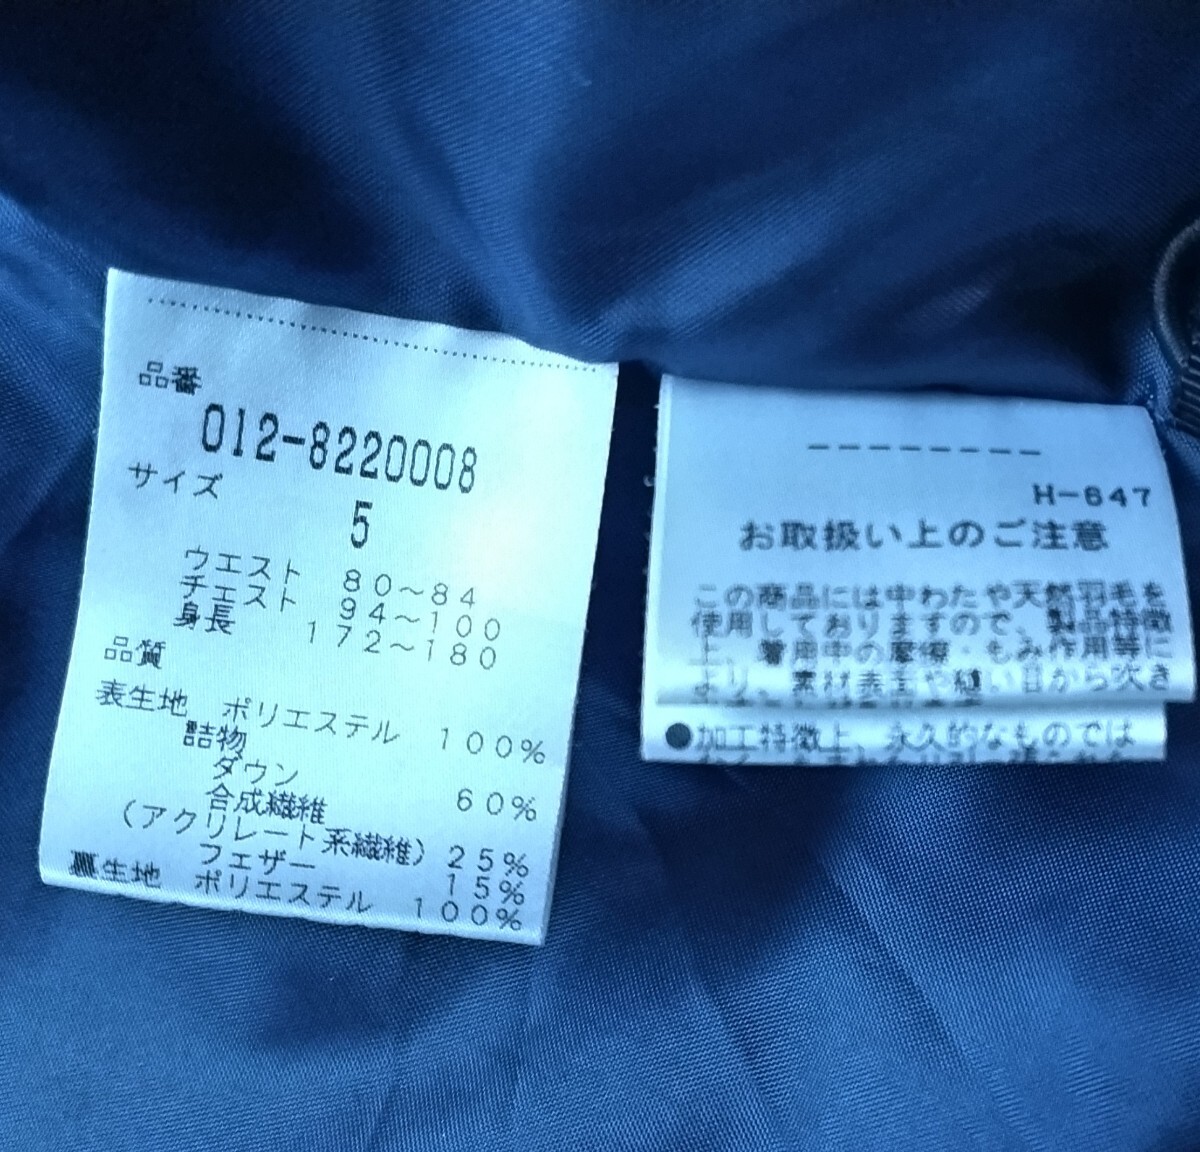 品番
012-8220008
サイズ
5
ウエスト 80～84
チェスト 94～100
身長 172～180
品質
表生地 ポリエステル 100%
詰物
ダウン 60%
合成繊維
(アクリレート系繊維) 25%
フェザー 15%
裏生地 ポリエステル 100%
H-647
お取扱い上のご注意
この商品には中わたや天然羽毛を
使用しておりますので、製品特徴
上、着用中の摩擦・もみ作用等に
より、素材表面や縫い目から吹き
●加工特徴上、永久的なものでは